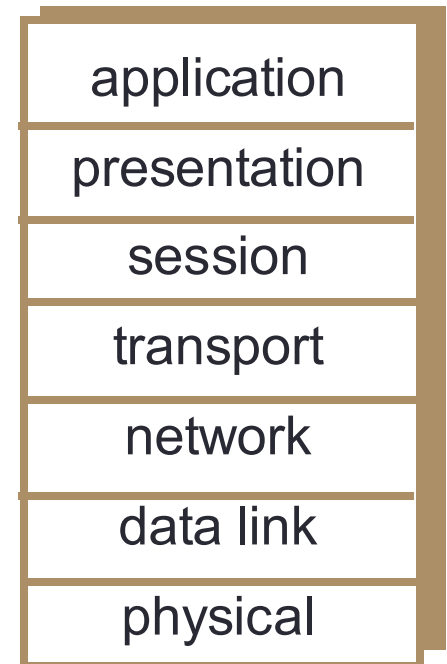 application
presentation
session
transport
network
data link
physical